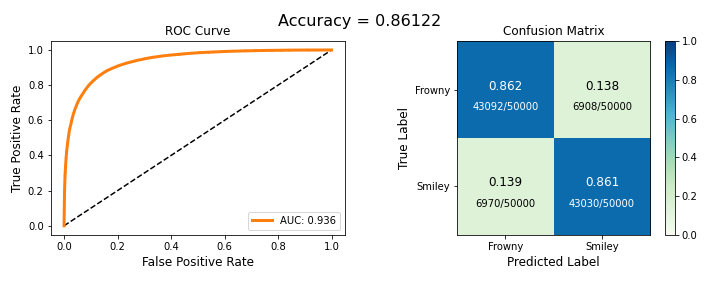 Accuracy = 0.86122
ROC Curve
True Positive Rate
1.0
0.8
0.6
0.4
0.2
0.0
0.0 0.2 0.4 0.6 0.8 1.0
False Positive Rate
AUC: 0.936
Confusion Matrix
True Label
Frowny
Smiley
0.862 0.138
43092/50000 6908/50000
0.139 0.861
6970/50000 43030/50000
Frowny Smiley
Predicted Label
1.0
0.8
0.6
0.4
0.2
0.0